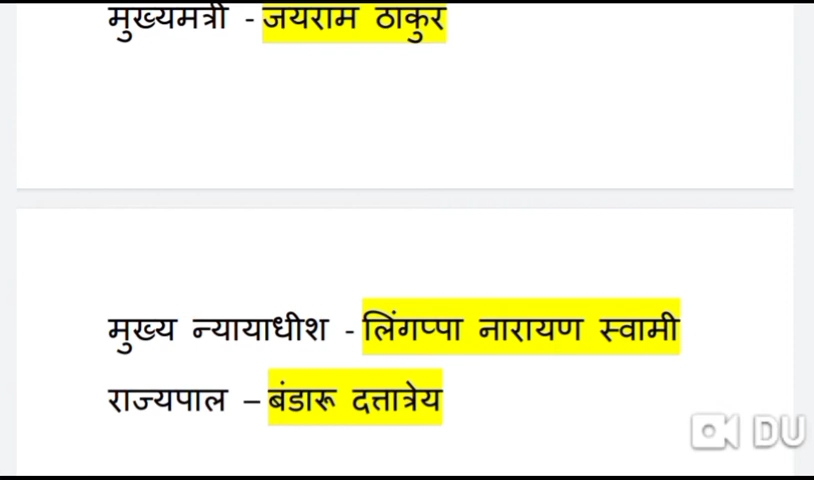 मुख्यमंत्री - जयराम ठाकुर
मुख्य न्यायाधीश - लिंगप्पा नारायण स्वामी
राज्यपाल – बंडारू दत्तात्रेय
DU